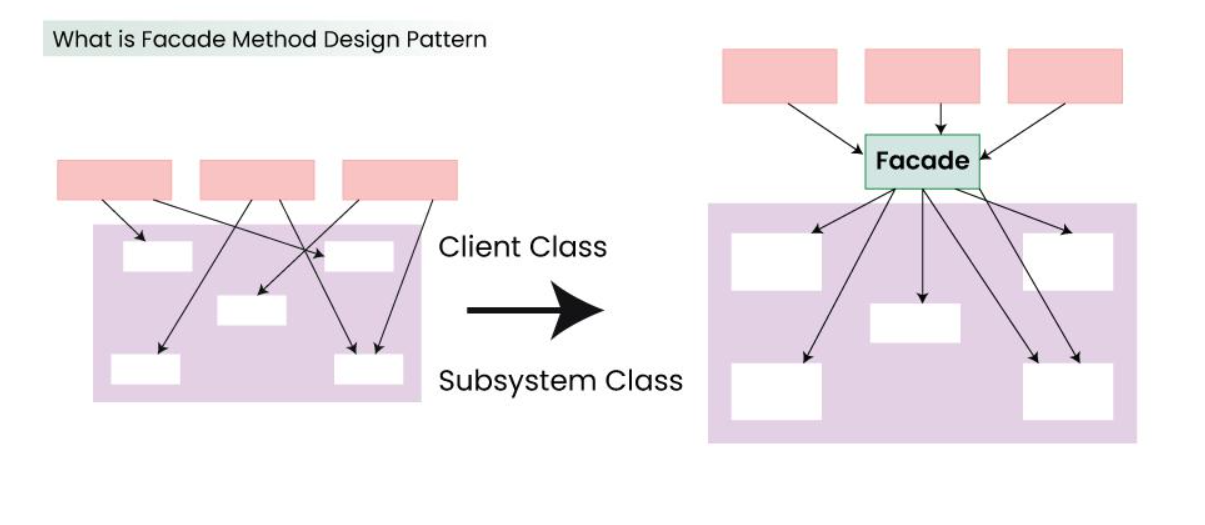 What is Facade Method Design Pattern
Facade
Client Class
Subsystem Class